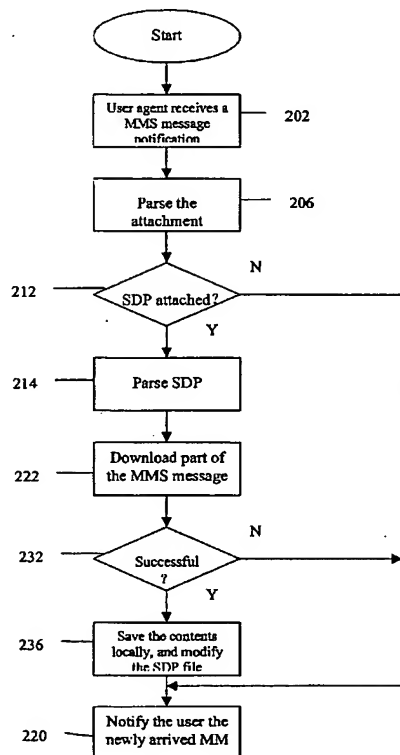 Start
User agent receives a
MMS message
notification
202
Parse the
attachment
206
N
212
SDP attached?
Y
214
Parse SDP
222
Download part of
the MMS message
N
232
Successful
?
Y
236
Save the contents
locally, and modify
the SDP file
220
Notify the user the
newly arrived MM